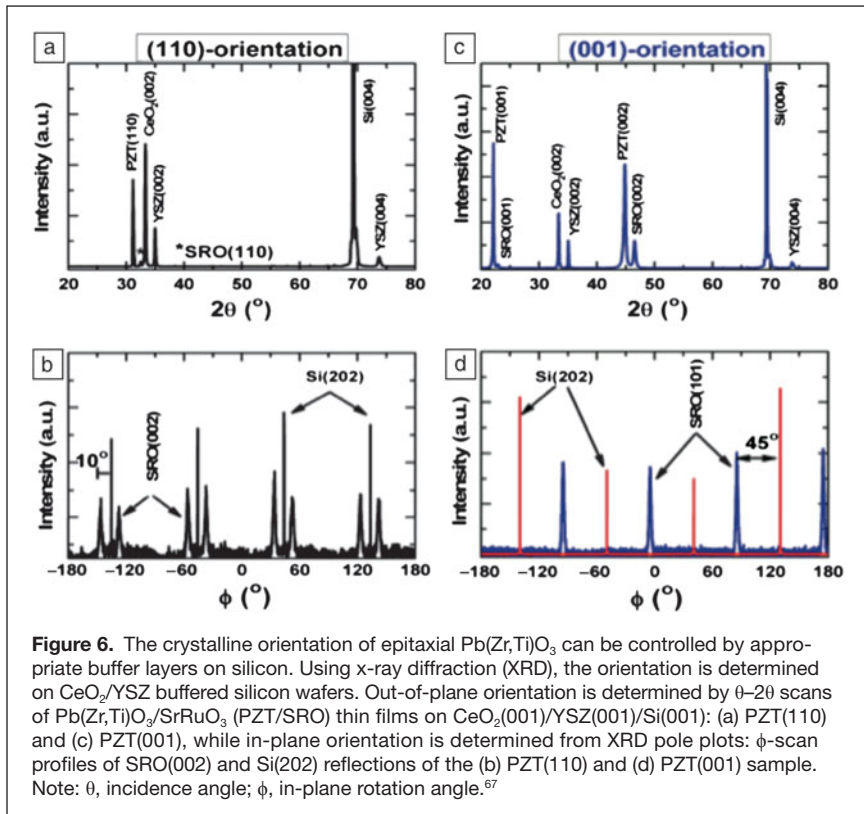 a
(110)-orientation
Intensity (a.u.)
PZT(110)
CeO₂(002)
YSZ(002)
*
*SRO(110)
Si(004)
YSZ(004)
20 30 40 50 60 70 80
2θ (°)
c
(001)-orientation
Intensity (a.u.)
PZT(001)
SRO(001)
CeO₂(002)
YSZ(002)
PZT(002)
SRO(002)
Si(004)
YSZ(004)
20 30 40 50 60 70 80
2θ (°)
b
Intensity (a.u.)
10°
SRO(002)
Si(202)
−180 −120 −60 0 60 120 180
ϕ (°)
d
Intensity (a.u.)
Si(202)
SRO(101)
45°
−180 −120 −60 0 60 120 180
ϕ (°)
Figure 6. The crystalline orientation of epitaxial Pb(Zr,Ti)O₃ can be controlled by appro-
priate buffer layers on silicon. Using x-ray diffraction (XRD), the orientation is determined
on CeO₂/YSZ buffered silicon wafers. Out-of-plane orientation is determined by θ–2θ scans
of Pb(Zr,Ti)O₃/SrRuO₃ (PZT/SRO) thin films on CeO₂(001)/YSZ(001)/Si(001): (a) PZT(110)
and (c) PZT(001), while in-plane orientation is determined from XRD pole plots: ϕ-scan
profiles of SRO(002) and Si(202) reflections of the (b) PZT(110) and (d) PZT(001) sample.
Note: θ, incidence angle; ϕ, in-plane rotation angle.⁶⁷